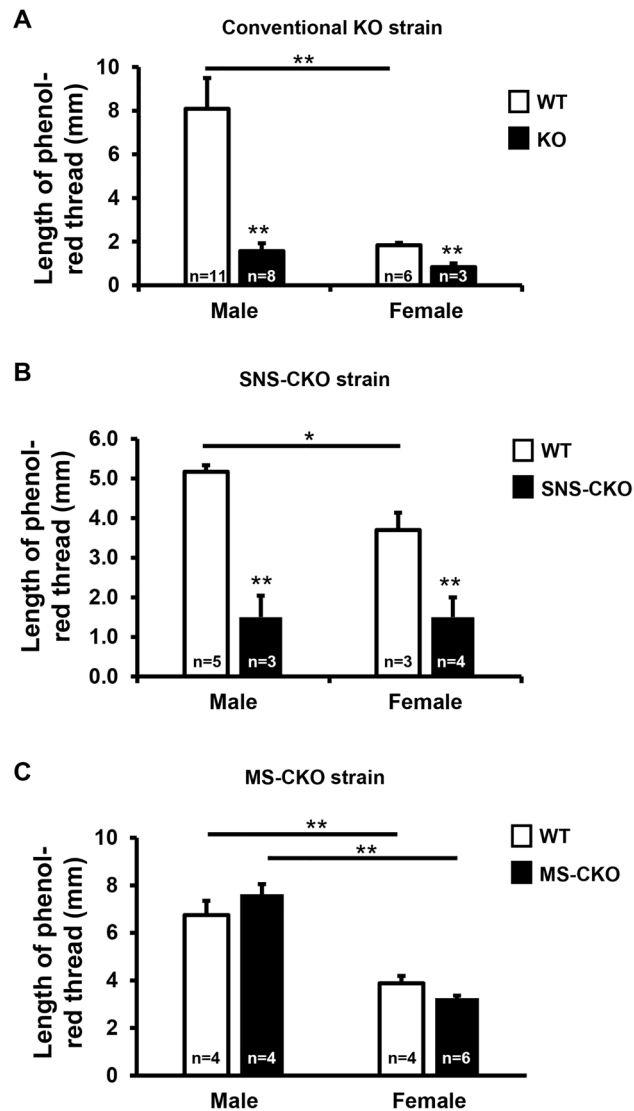 A
Conventional KO strain
**
WT
KO
Length of phenol-
red thread (mm)
10
8
6
4
2
0
**
**
n=11
n=8
n=6
n=3
Male
Female
B
SNS-CKO strain
*
WT
SNS-CKO
Length of phenol-
red thread (mm)
6.0
5.0
4.0
3.0
2.0
1.0
0.0
**
**
n=5
n=3
n=3
n=4
Male
Female
C
MS-CKO strain
**
**
WT
MS-CKO
Length of phenol-
red thread (mm)
10
8
6
4
2
0
n=4
n=4
n=4
n=6
Male
Female